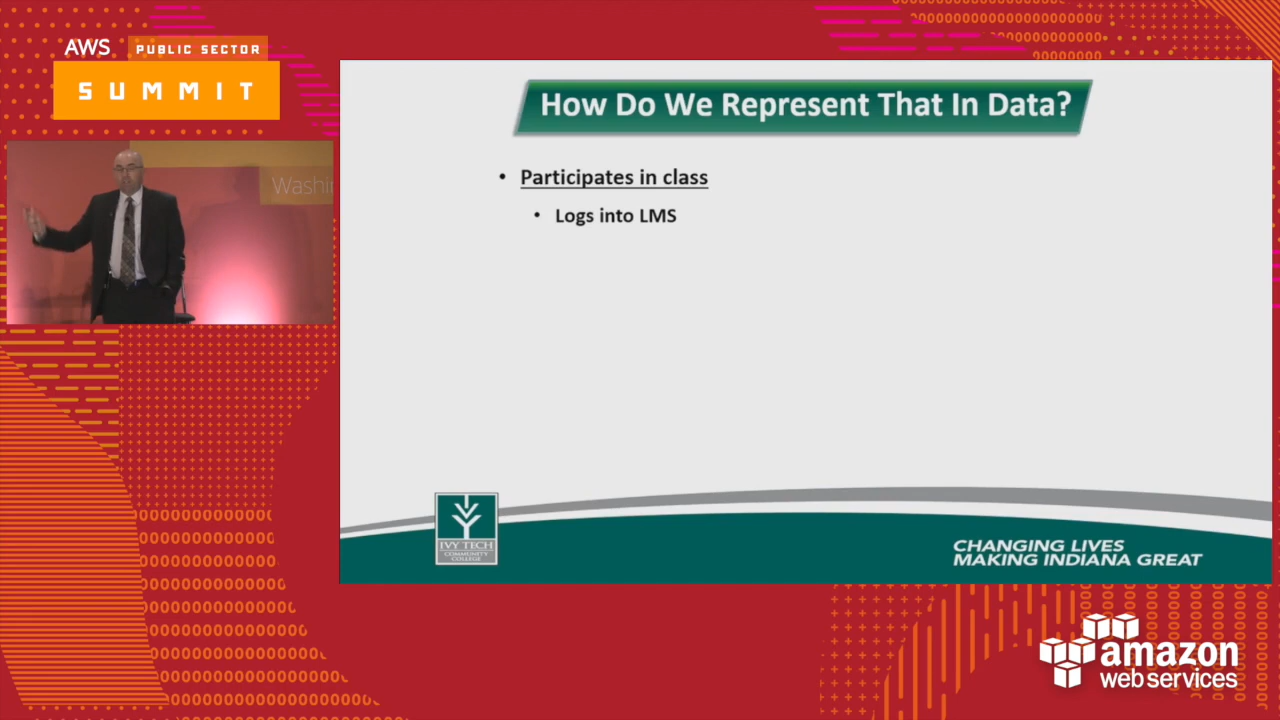 AWS PUBLIC SECTOR
SUMMIT
Washi
How Do We Represent That In Data?
• Participates in class
• Logs into LMS
IVY TECH
COMMUNITY
COLLEGE
CHANGING LIVES
MAKING INDIANA GREAT
amazon
web services